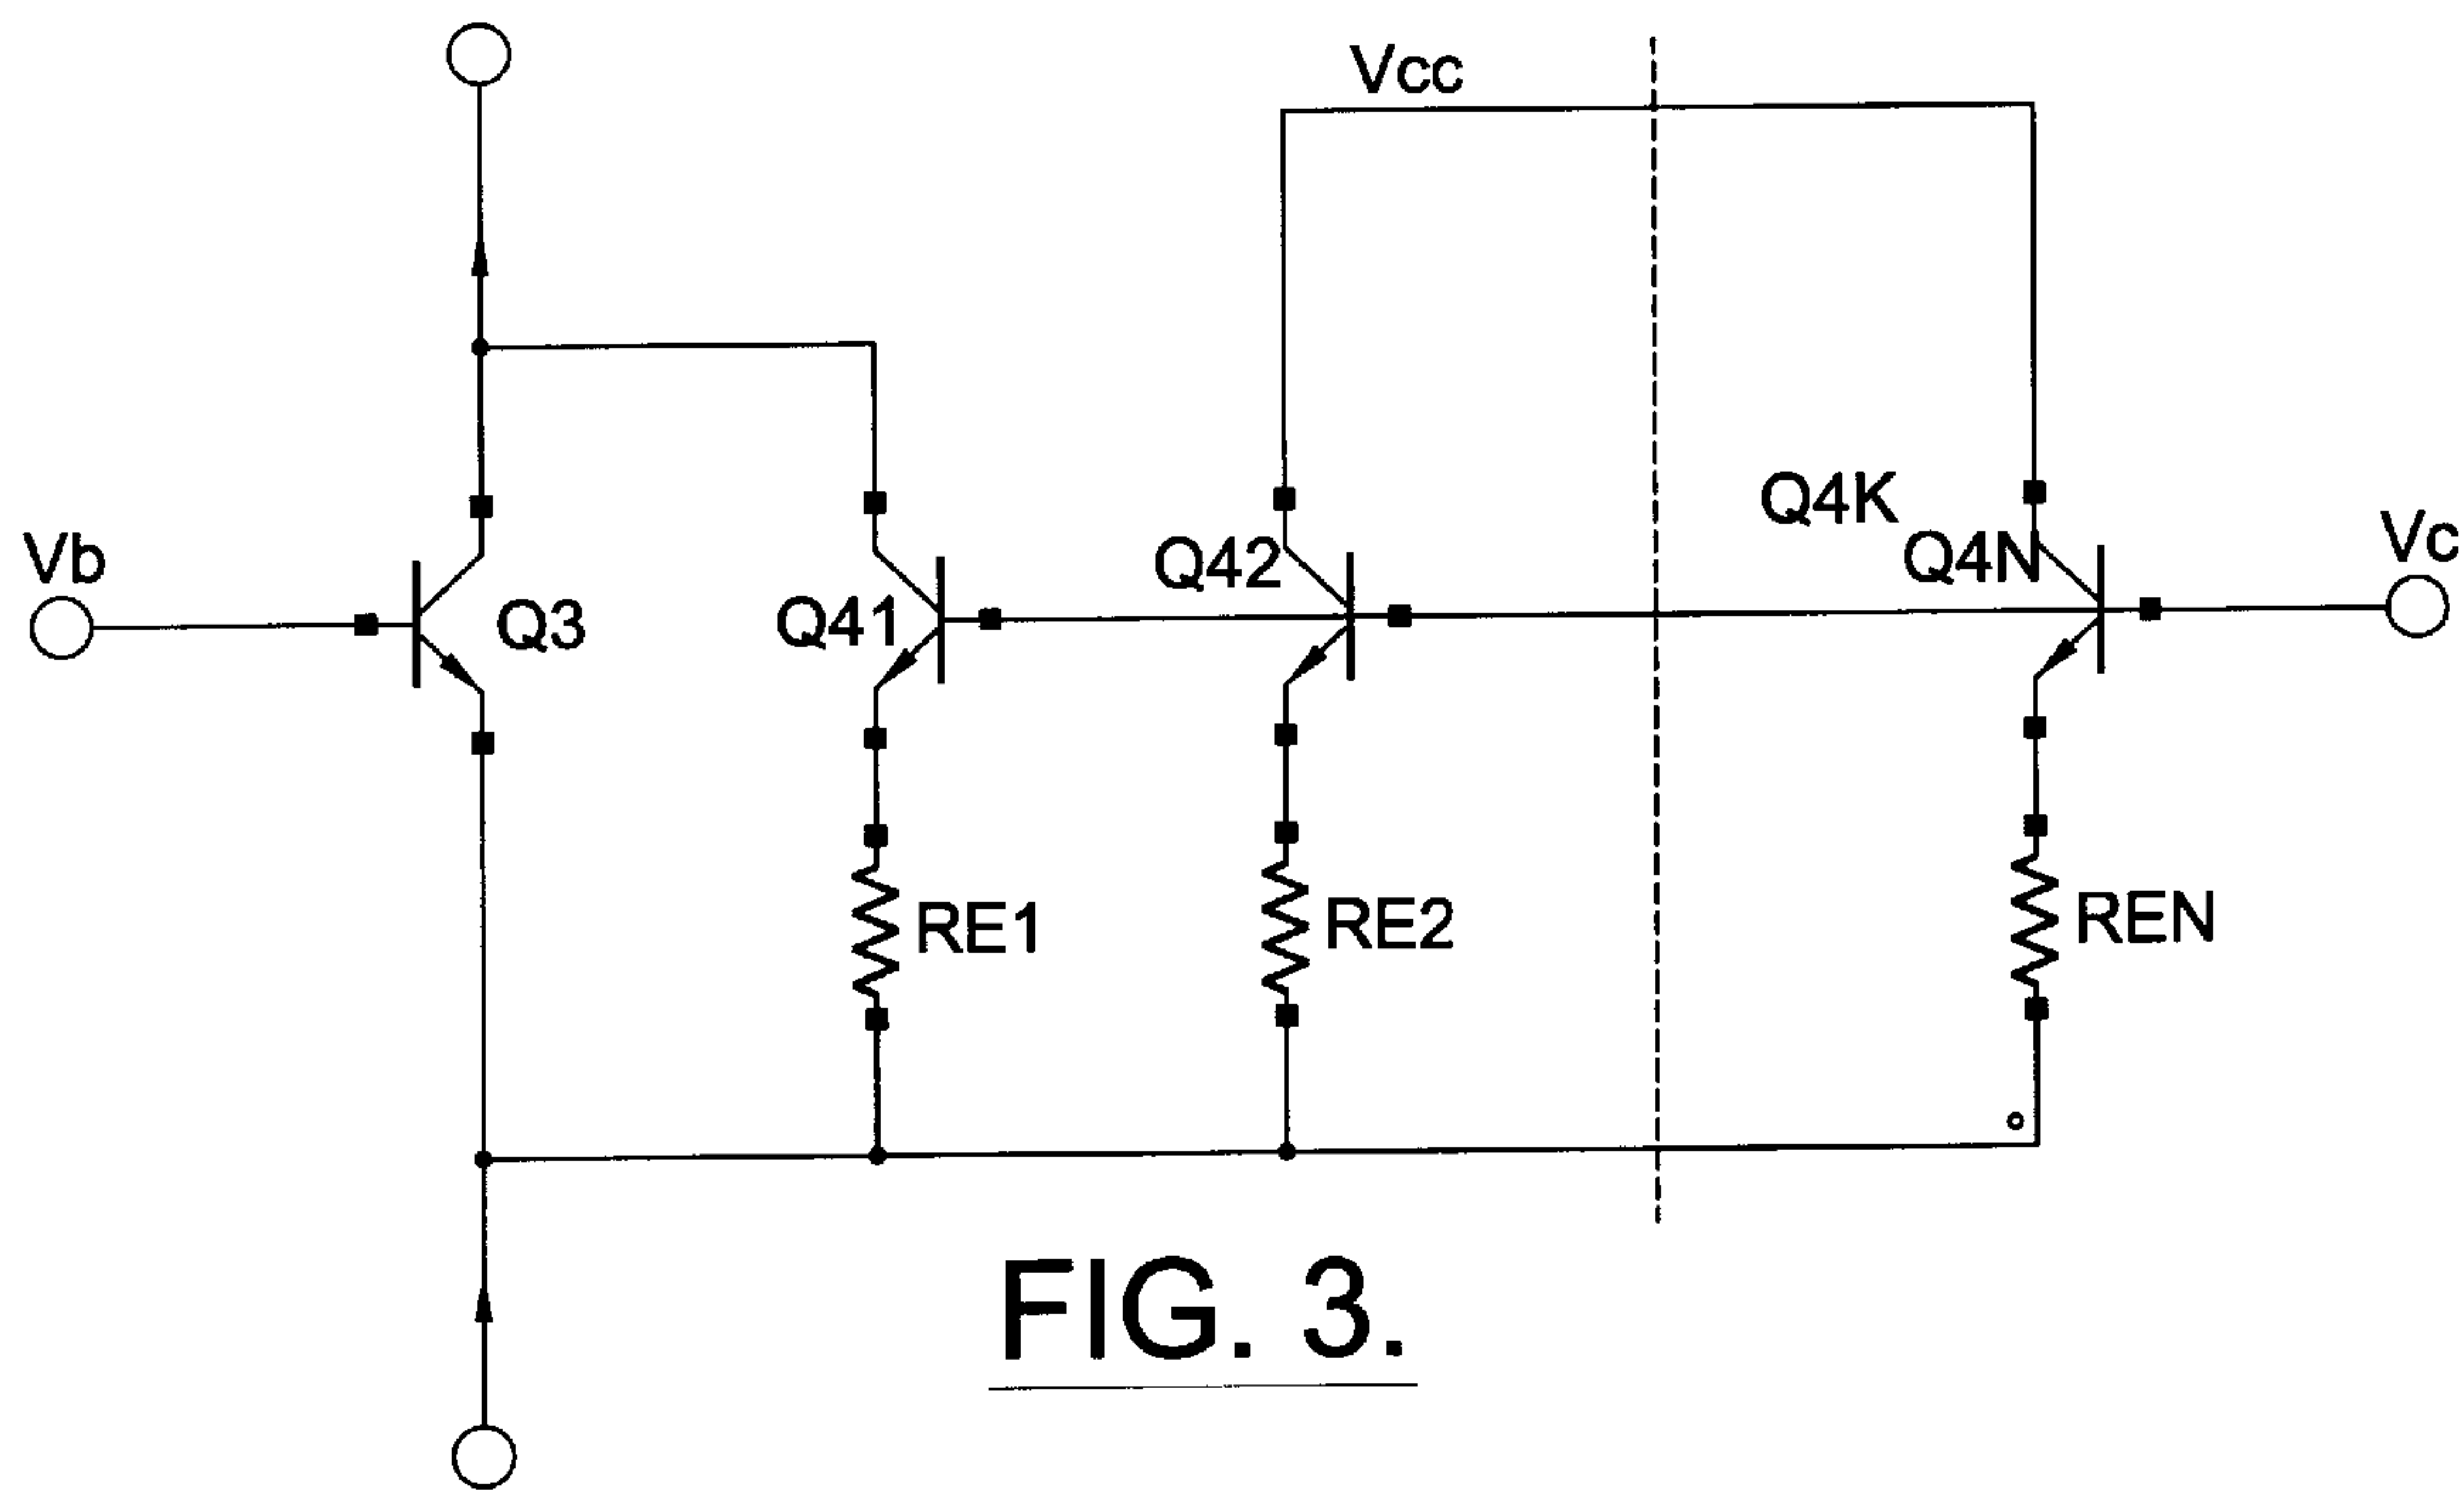 Vcc
Vb
Q3
Q41
Q42
Q4K
Q4N
Vc
RE1
RE2
REN
FIG. 3.